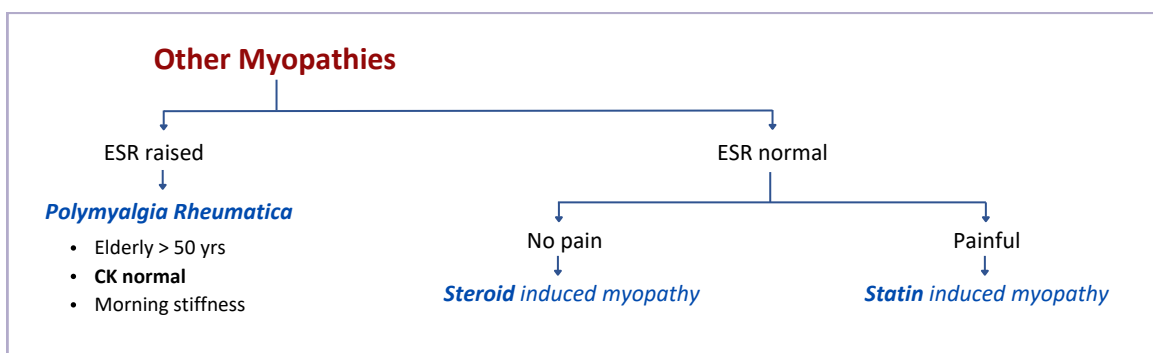 Other Myopathies
ESR raised
ESR normal
Polymyalgia Rheumatica
• Elderly > 50 yrs
• CK normal
• Morning stiffness
No pain
Painful
Steroid induced myopathy
Statin induced myopathy